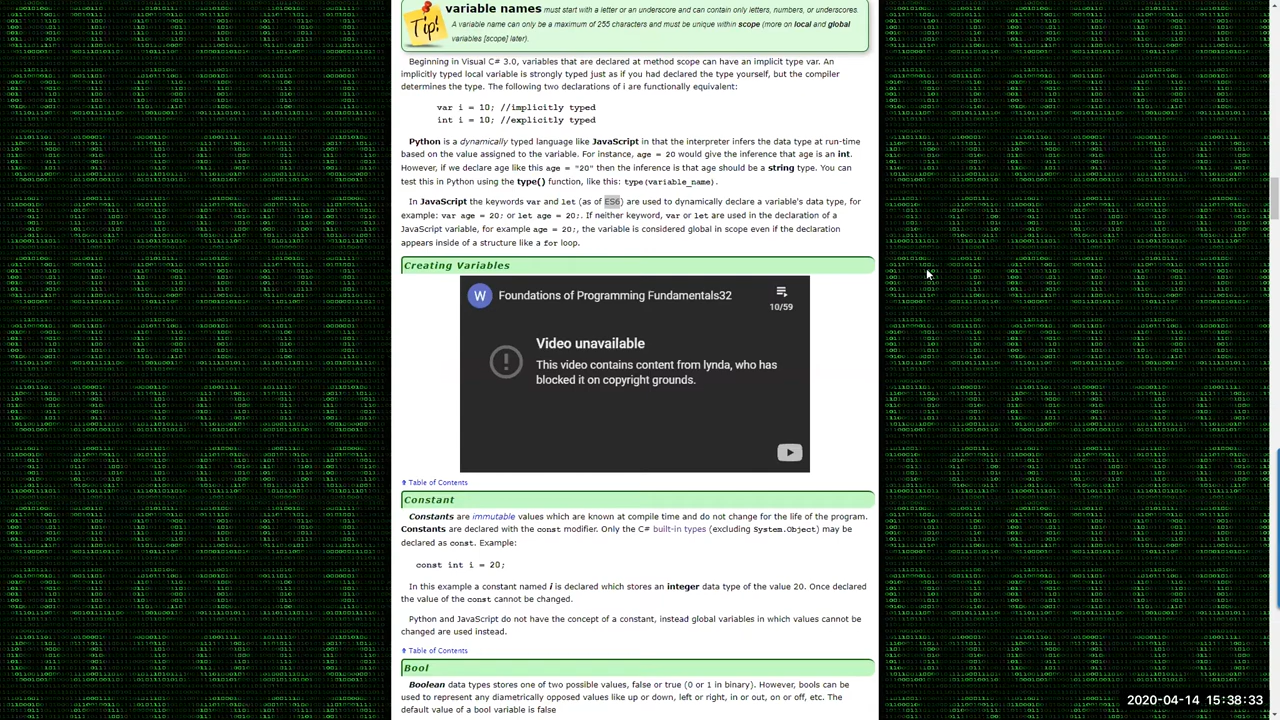 Tip!
variable names must start with a letter or an underscore and can contain only letters, numbers, or underscores.
A variable name can only be a maximum of 255 characters and must be unique within scope (more on local and global
variables [scope] later).
Beginning in Visual C# 3.0, variables that are declared at method scope can have an implicit type var. An
implicitly typed local variable is strongly typed just as if you had declared the type yourself, but the compiler
determines the type. The following two declarations of i are functionally equivalent:
var i = 10; //implicitly typed
int i = 10; //explicitly typed
Python is a dynamically typed language like JavaScript in that the interpreter infers the data type at run-time
based on the value assigned to the variable. For instance, age = 20 would give the inference that age is an int.
However, if we declare age like this age = "20" then the inference is that age should be a string type. You can
test this in Python using the type() function, like this: type(variable_name).
In JavaScript the keywords var and let (as of ES6) are used to dynamically declare a variable's data type, for
example: var age = 20; or let age = 20;. If neither keyword, var or let are used in the declaration of a
JavaScript variable, for example age = 20;, the variable is considered global in scope even if the declaration
appears inside of a structure like a for loop.
Creating Variables
W Foundations of Programming Fundamentals32
10/59
Video unavailable
This video contains content from lynda, who has
blocked it on copyright grounds.
⇑ Table of Contents
Constant
Constants are immutable values which are known at compile time and do not change for the life of the program.
Constants are declared with the const modifier. Only the C# built-in types (excluding System.Object) may be
declared as const. Example:
const int i = 20;
In this example a constant named i is declared which stores an integer data type of the value 20. Once declared
the value of the const cannot be changed.
Python and JavaScript do not have the concept of a constant, instead global variables in which values cannot be
changed are used instead.
⇑ Table of Contents
Bool
Boolean data types stores one of two possible values, false or true (0 or 1 in binary). However, bools can be
used to represent any diametrically opposed values like up or down, left or right, in or out, on or off, etc. The
default value of a bool variable is false
2020-04-14 15:38:33